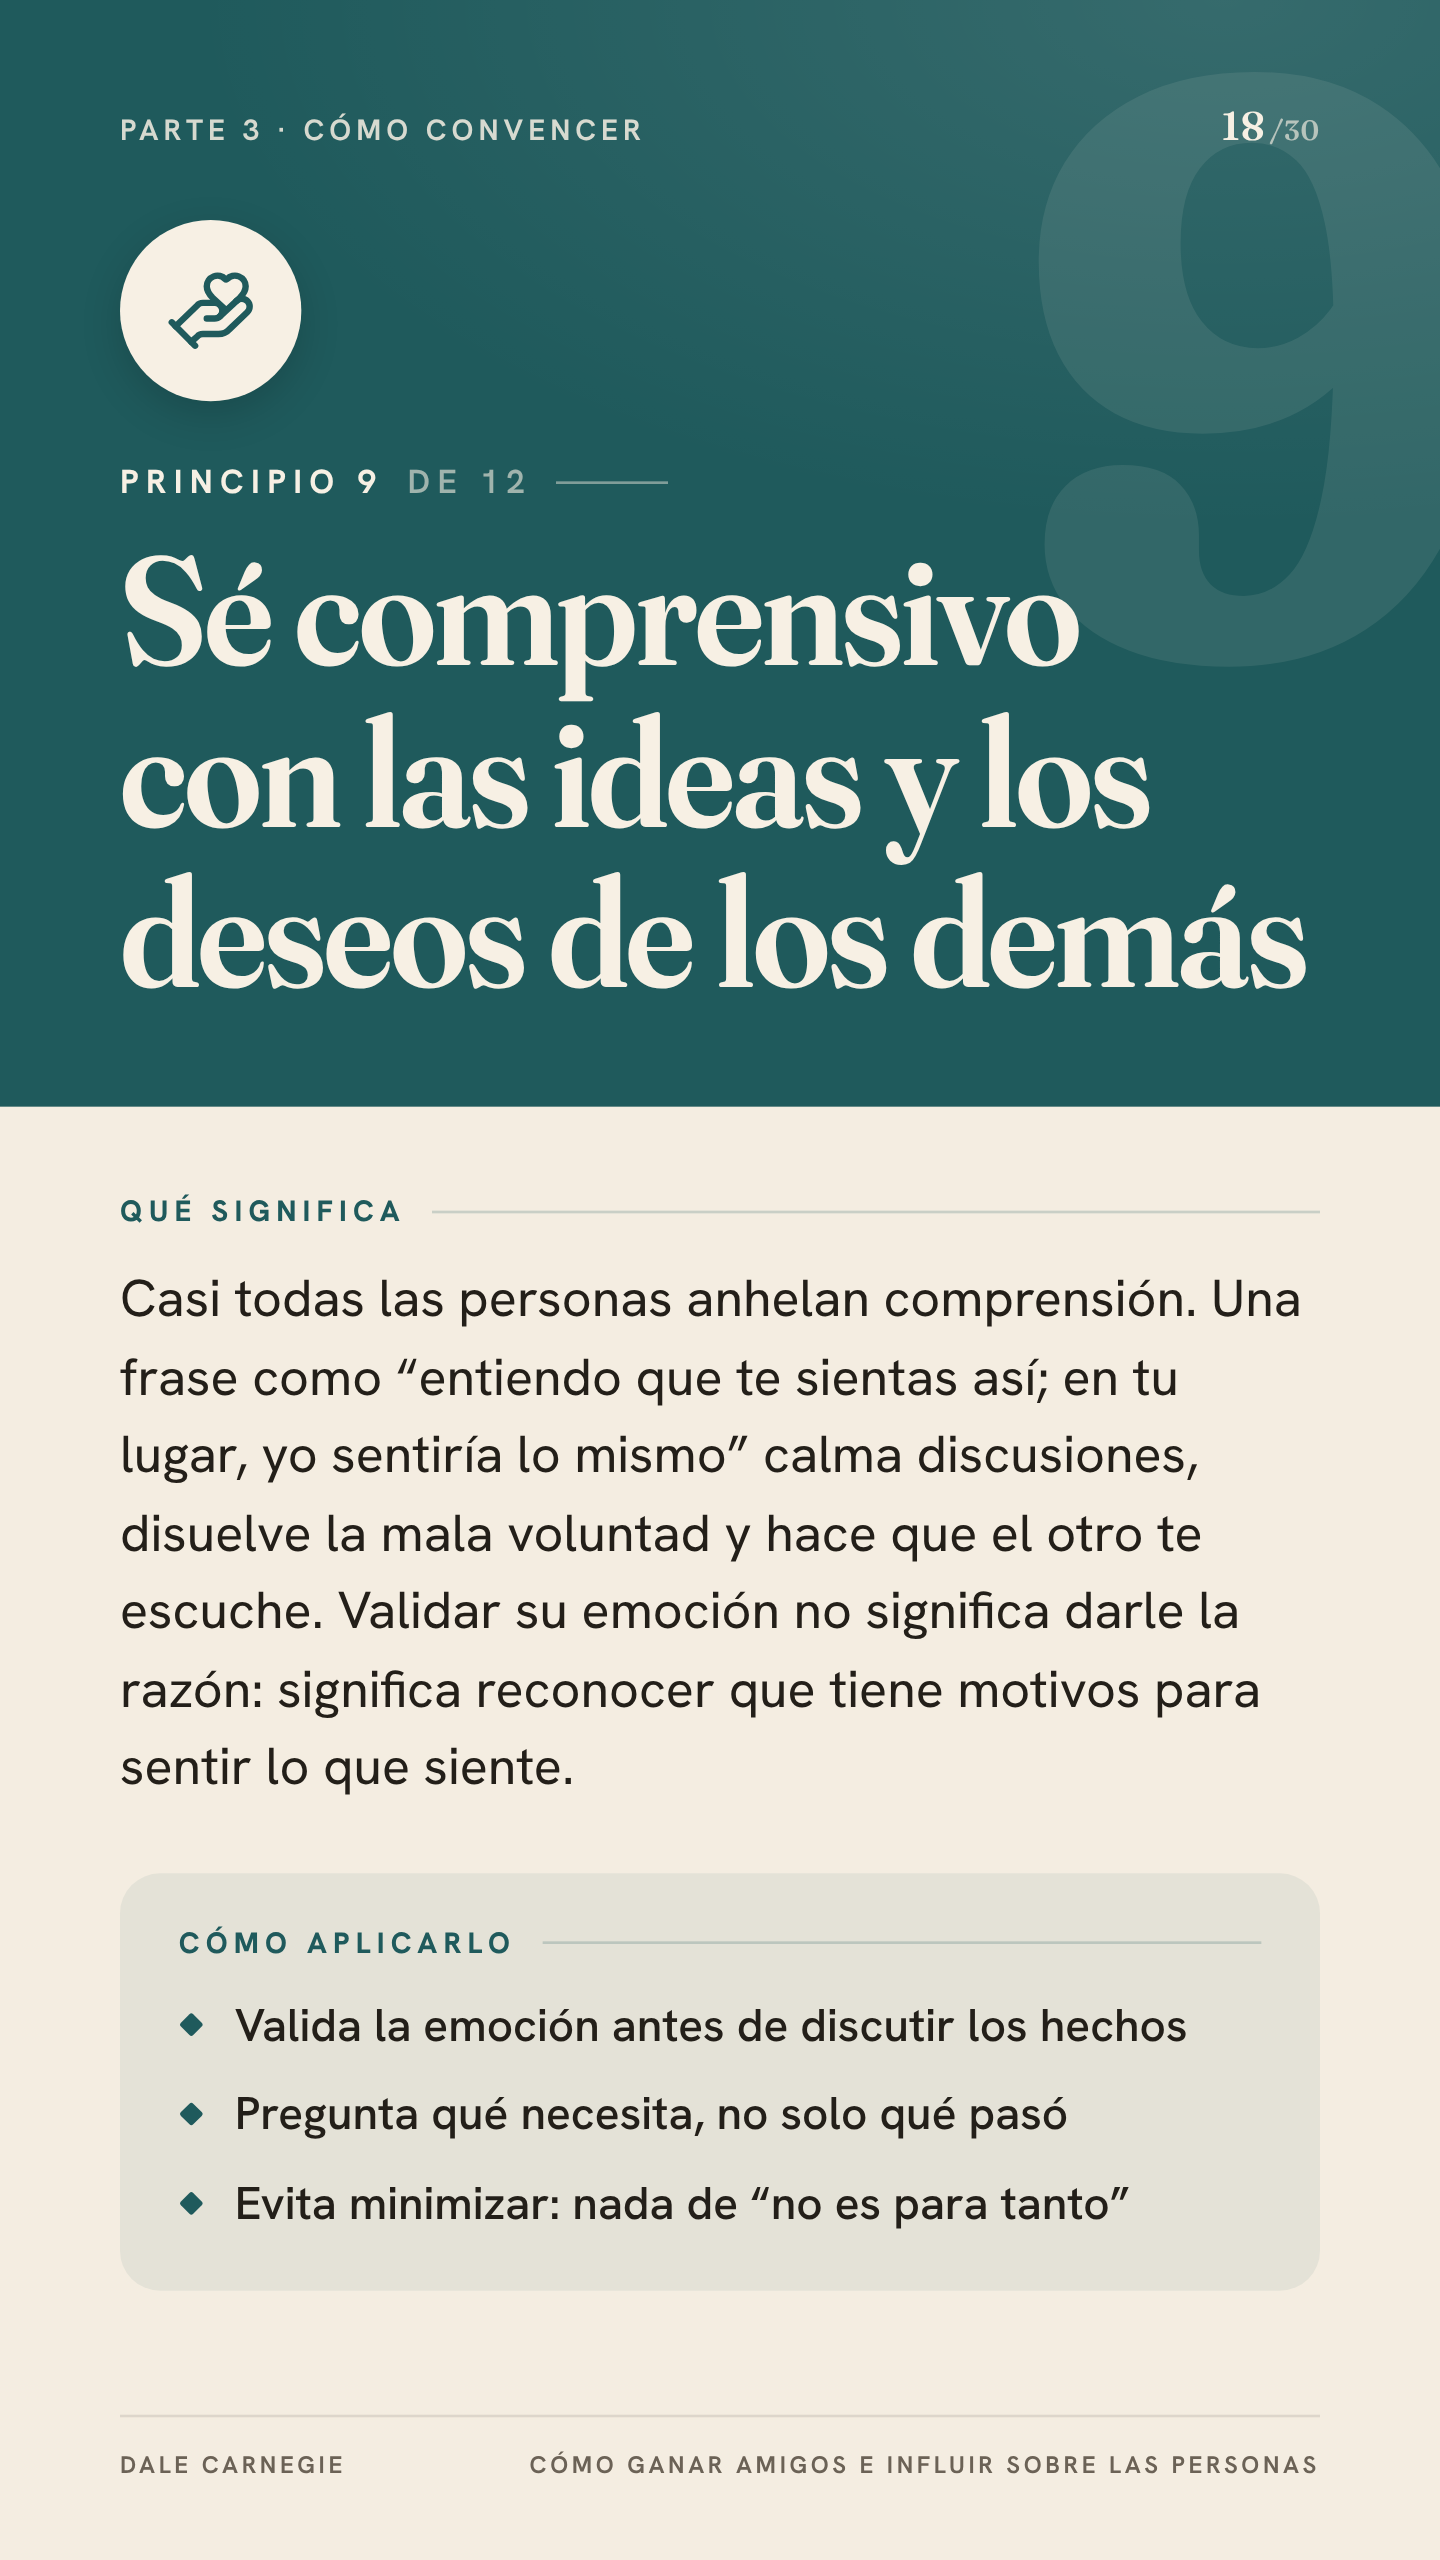 PARTE 3 · CÓMO CONVENCER
18/30
9
PRINCIPIO 9 DE 12
Sé comprensivo
con las ideas y los
deseos de los demás
QUÉ SIGNIFICA
Casi todas las personas anhelan comprensión. Una
frase como “entiendo que te sientas así; en tu
lugar, yo sentiría lo mismo” calma discusiones,
disuelve la mala voluntad y hace que el otro te
escuche. Validar su emoción no significa darle la
razón: significa reconocer que tiene motivos para
sentir lo que siente.
CÓMO APLICARLO
Valida la emoción antes de discutir los hechos
Pregunta qué necesita, no solo qué pasó
Evita minimizar: nada de “no es para tanto”
DALE CARNEGIE
CÓMO GANAR AMIGOS E INFLUIR SOBRE LAS PERSONAS